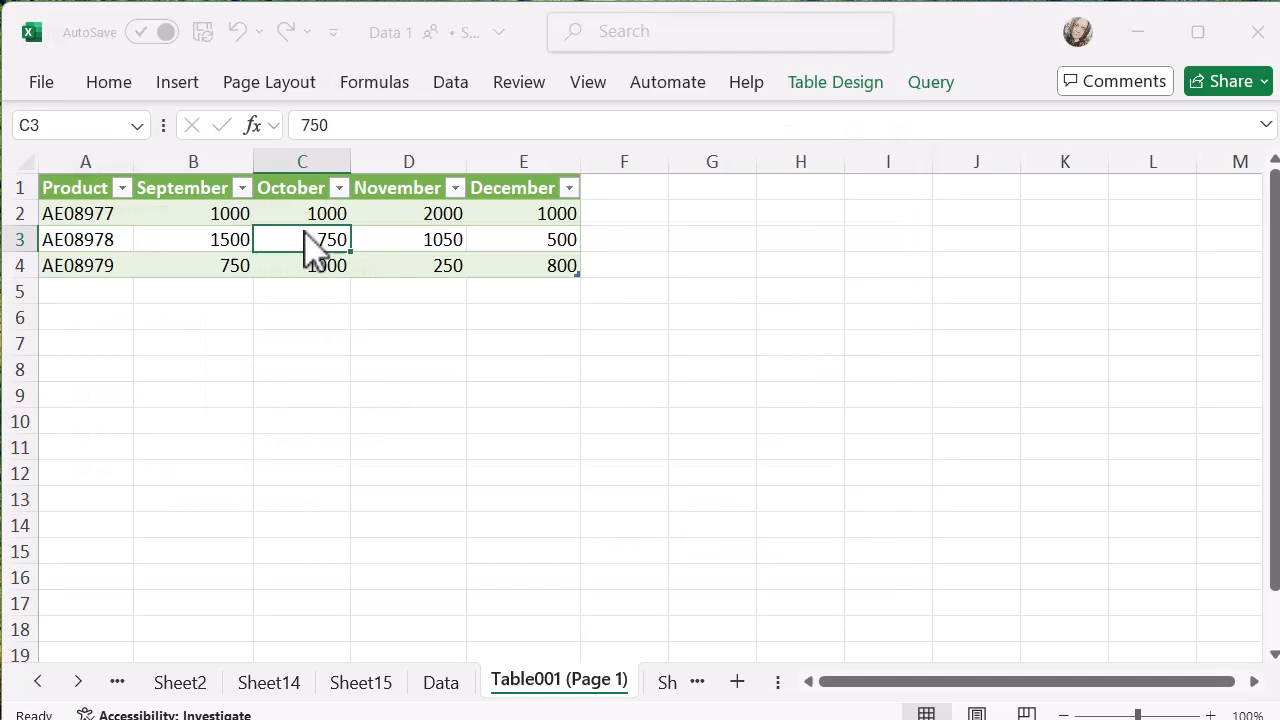 AutoSave Data 1 • S... Search
File Home Insert Page Layout Formulas Data Review View Automate Help Table Design Query Comments Share
C3 fx 750
A B C D E F G H I J K L M
1 Product September October November December
2 AE08977 1000 1000 2000 1000
3 AE08978 1500 750 1050 500
4 AE08979 750 1000 250 800
5
6
7
8
9
10
11
12
13
14
15
16
17
18
19
... Sheet2 Sheet14 Sheet15 Data Table001 (Page 1) Sh ...
Ready Accessibility: Investigate 100%